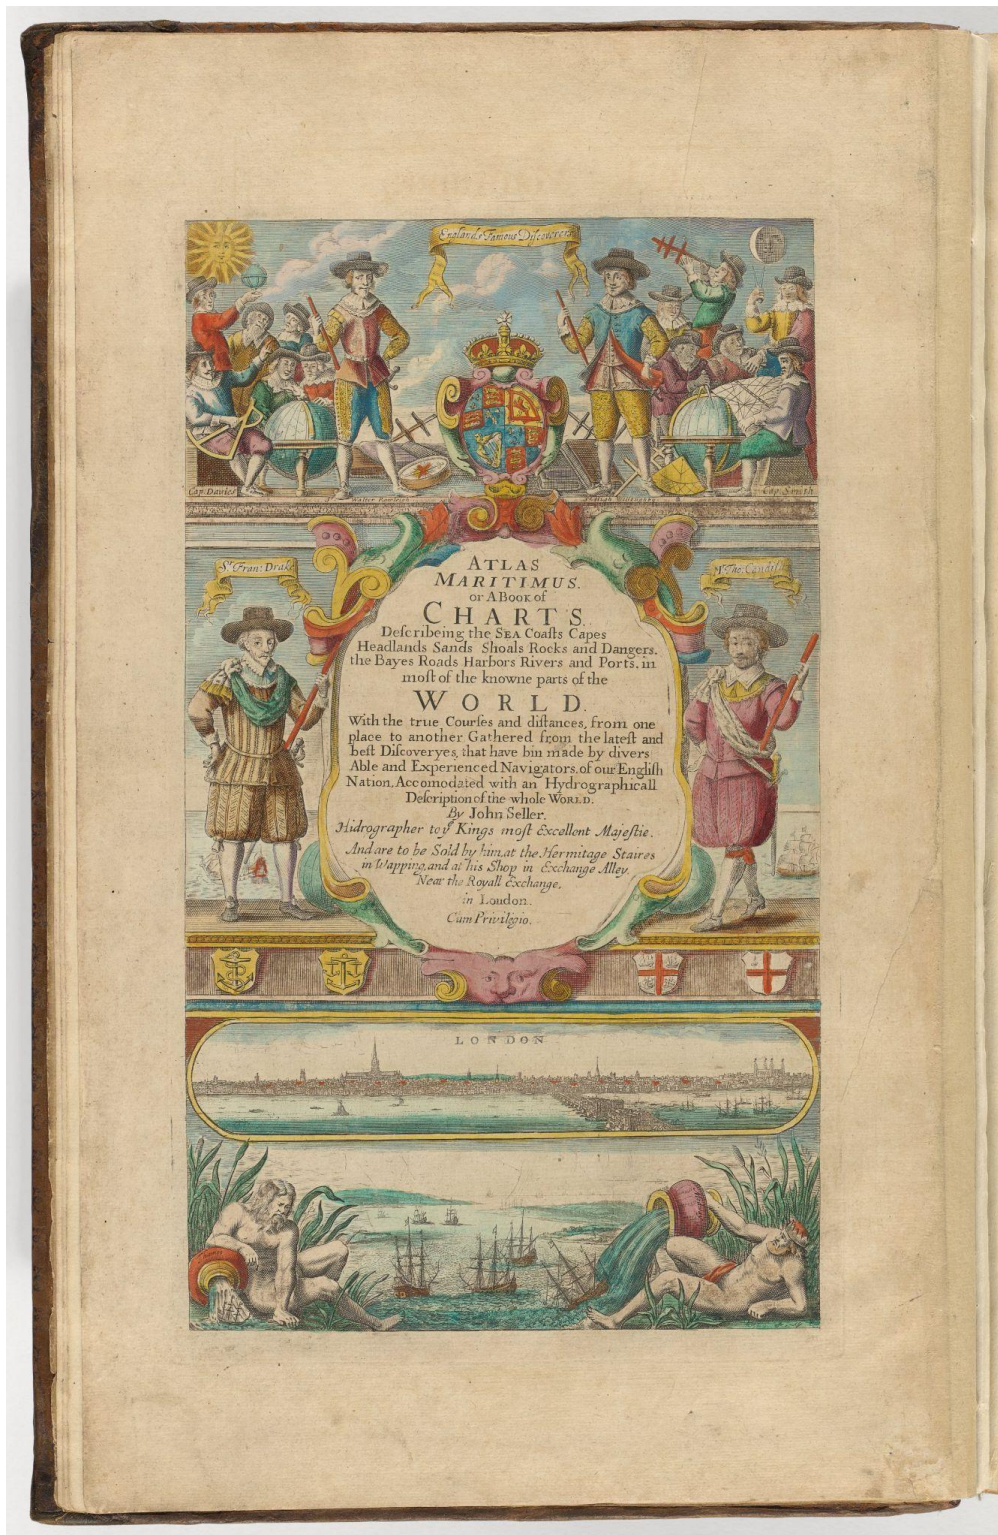 Englands Famous Discoverers
Cap: Davies
Walter Rawleigh
Cap: Smith
Sr. Fran: Drake
Mr. Tho: Candish
ATLAS
MARITIMUS.
or A Book of
CHARTS.
Deſcribeing the SEA Coaſts Capes
Headlands Sands Shoals Rocks and Dangers.
the Bayes Roads Harbors Rivers and Ports. in
moſt of the knowne parts of the
WORLD.
With the true Courſes and diſtances, from one
place to another Gathered from the lateſt and
beſt Diſcoveryes, that have bin made by divers
Able and Experienced Navigators, of our Engliſh
Nation, Accomodated with an Hydrographicall
Deſcription of the whole WORLD.
By John Seller.
Hidrographer to yᵉ Kings moſt Excellent Majeſtie.
And are to be Sold by him, at the Hermitage Staires
in Wapping, and at his Shop in Exchange Alley,
Near the Royall Exchange,
in London.
Cum Privilegio.
LONDON